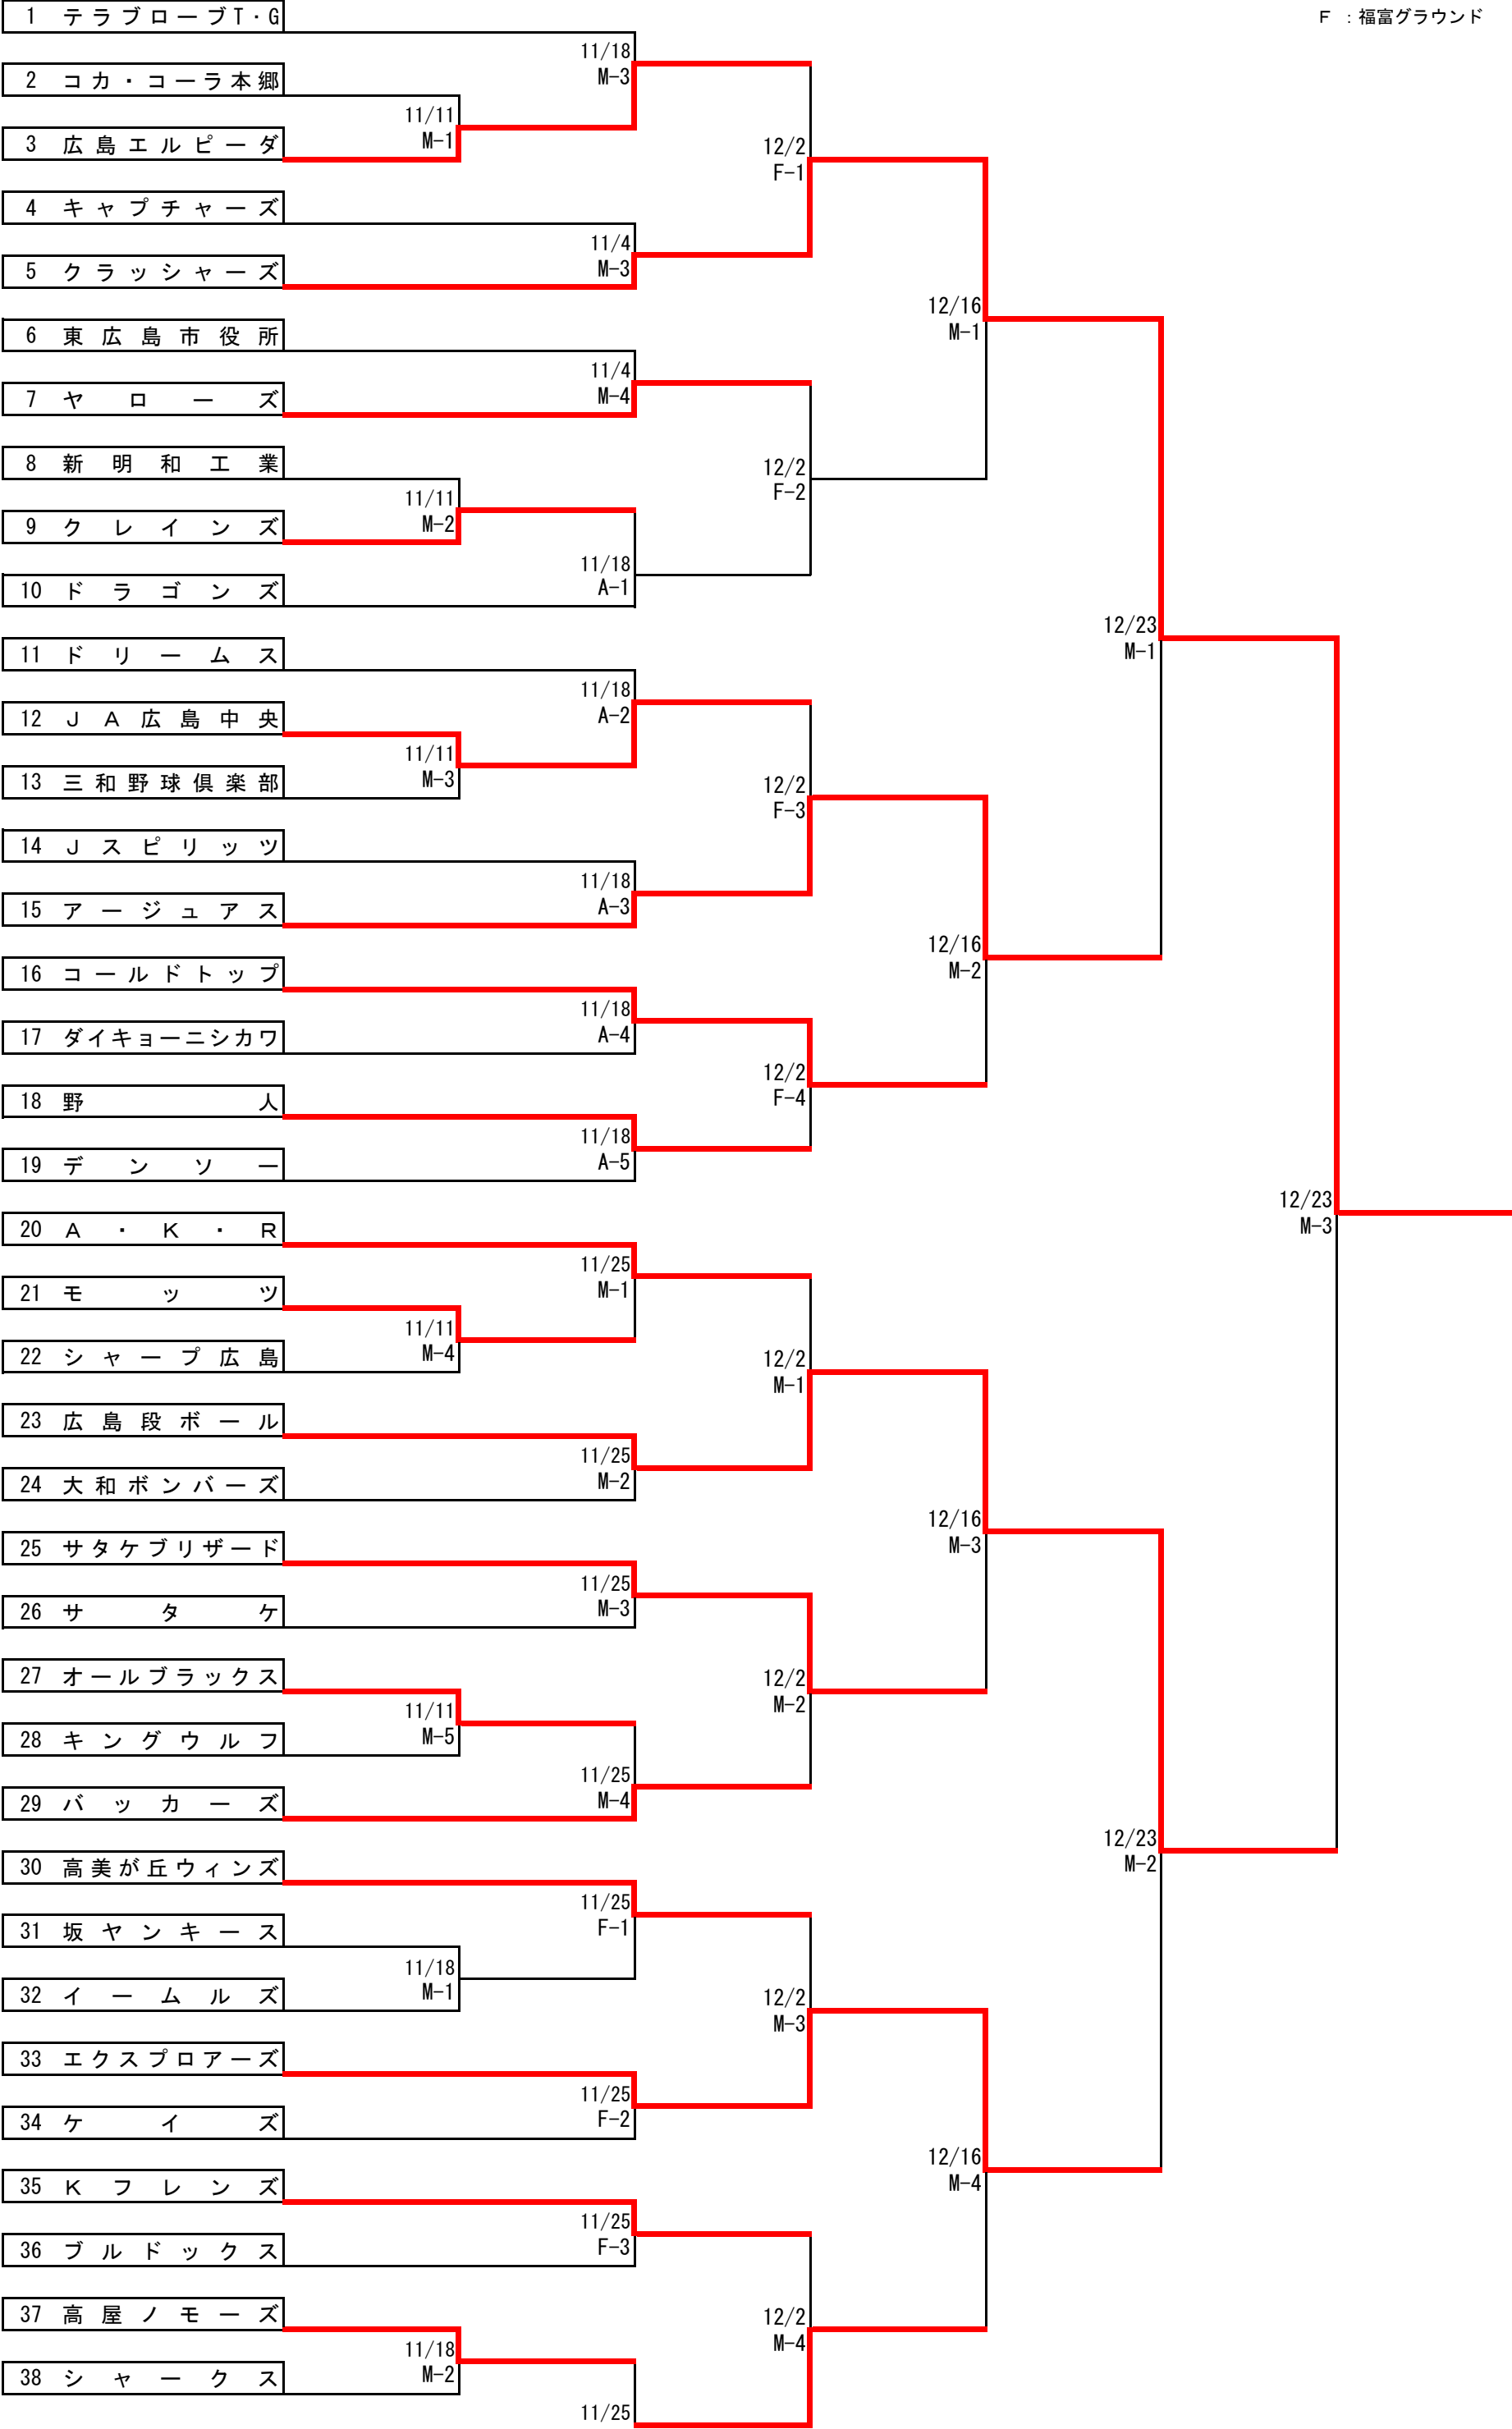 1 テラブローブT・G
F ：福富グラウンド
11/18
M-3
2 コカ・コーラ本郷
11/11
M-1
3 広島エルピーダ
12/2
F-1
4 キャプチャーズ
11/4
M-3
5 クラッシャーズ
12/16
M-1
6 東広島市役所
11/4
M-4
7 ヤローズ
8 新明和工業
12/2
F-2
11/11
M-2
9 クレインズ
11/18
A-1
10 ドラゴンズ
12/23
M-1
11 ドリームス
11/18
A-2
12 JA広島中央
11/11
M-3
13 三和野球倶楽部
12/2
F-3
14 Jスピリッツ
11/18
A-3
15 アージュアス
12/16
M-2
16 コールドトップ
11/18
A-4
17 ダイキョーニシカワ
12/2
F-4
18 野人
11/18
A-5
19 デンソー
12/23
M-3
20 A・K・R
11/25
M-1
21 モッツ
11/11
M-4
22 シャープ広島
12/2
M-1
23 広島段ボール
11/25
M-2
24 大和ボンバーズ
12/16
M-3
25 サタケブリザード
11/25
M-3
26 サタケ
27 オールブラックス
12/2
M-2
11/11
M-5
28 キングウルフ
11/25
M-4
29 バッカーズ
12/23
M-2
30 高美が丘ウィンズ
11/25
F-1
31 坂ヤンキース
11/18
M-1
32 イームルズ
12/2
M-3
33 エクスプロアーズ
11/25
F-2
34 ケイズ
12/16
M-4
35 Kフレンズ
11/25
F-3
36 ブルドックス
37 高屋ノモーズ
12/2
M-4
11/18
M-2
38 シャークス
11/25